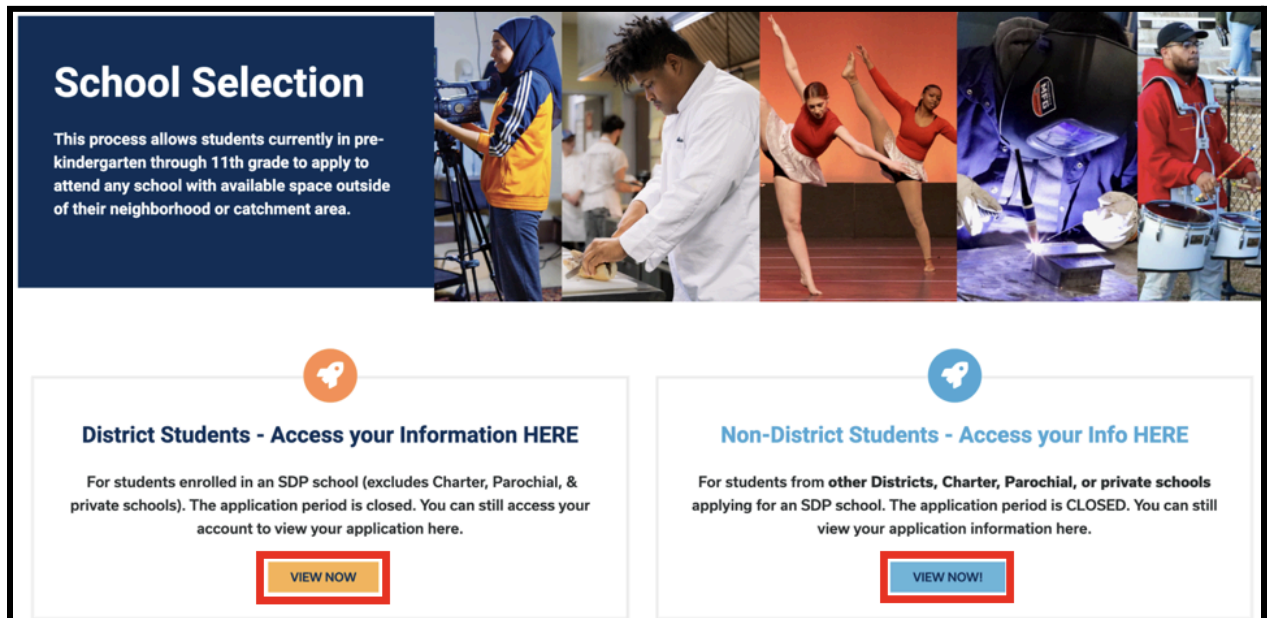 School Selection
This process allows students currently in pre-
kindergarten through 11th grade to apply to
attend any school with available space outside
of their neighborhood or catchment area.
MFG
District Students - Access your Information HERE
For students enrolled in an SDP school (excludes Charter, Parochial, &
private schools). The application period is closed. You can still access your
account to view your application here.
VIEW NOW
Non-District Students - Access your Info HERE
For students from other Districts, Charter, Parochial, or private schools
applying for an SDP school. The application period is CLOSED. You can still
view your application information here.
VIEW NOW!